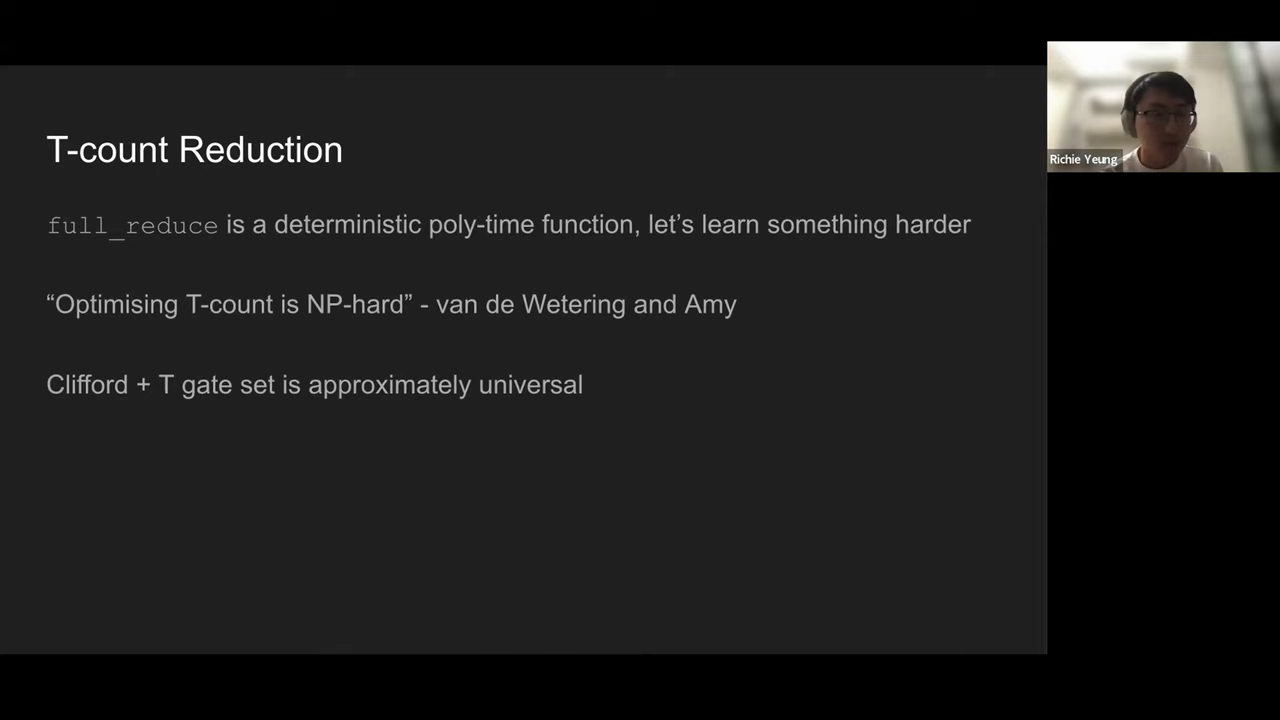 T-count Reduction
full_reduce is a deterministic poly-time function, let’s learn something harder
“Optimising T-count is NP-hard” - van de Wetering and Amy
Clifford + T gate set is approximately universal
Richie Yeung